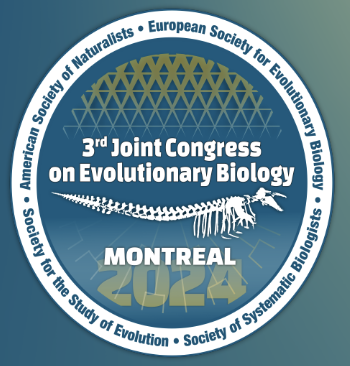 American Society of Naturalists • European Society for Evolutionary Biology •
3rd Joint Congress
on Evolutionary Biology
MONTREAL
2024
Society for the Study of Evolution • Society of Systematic Biologists •